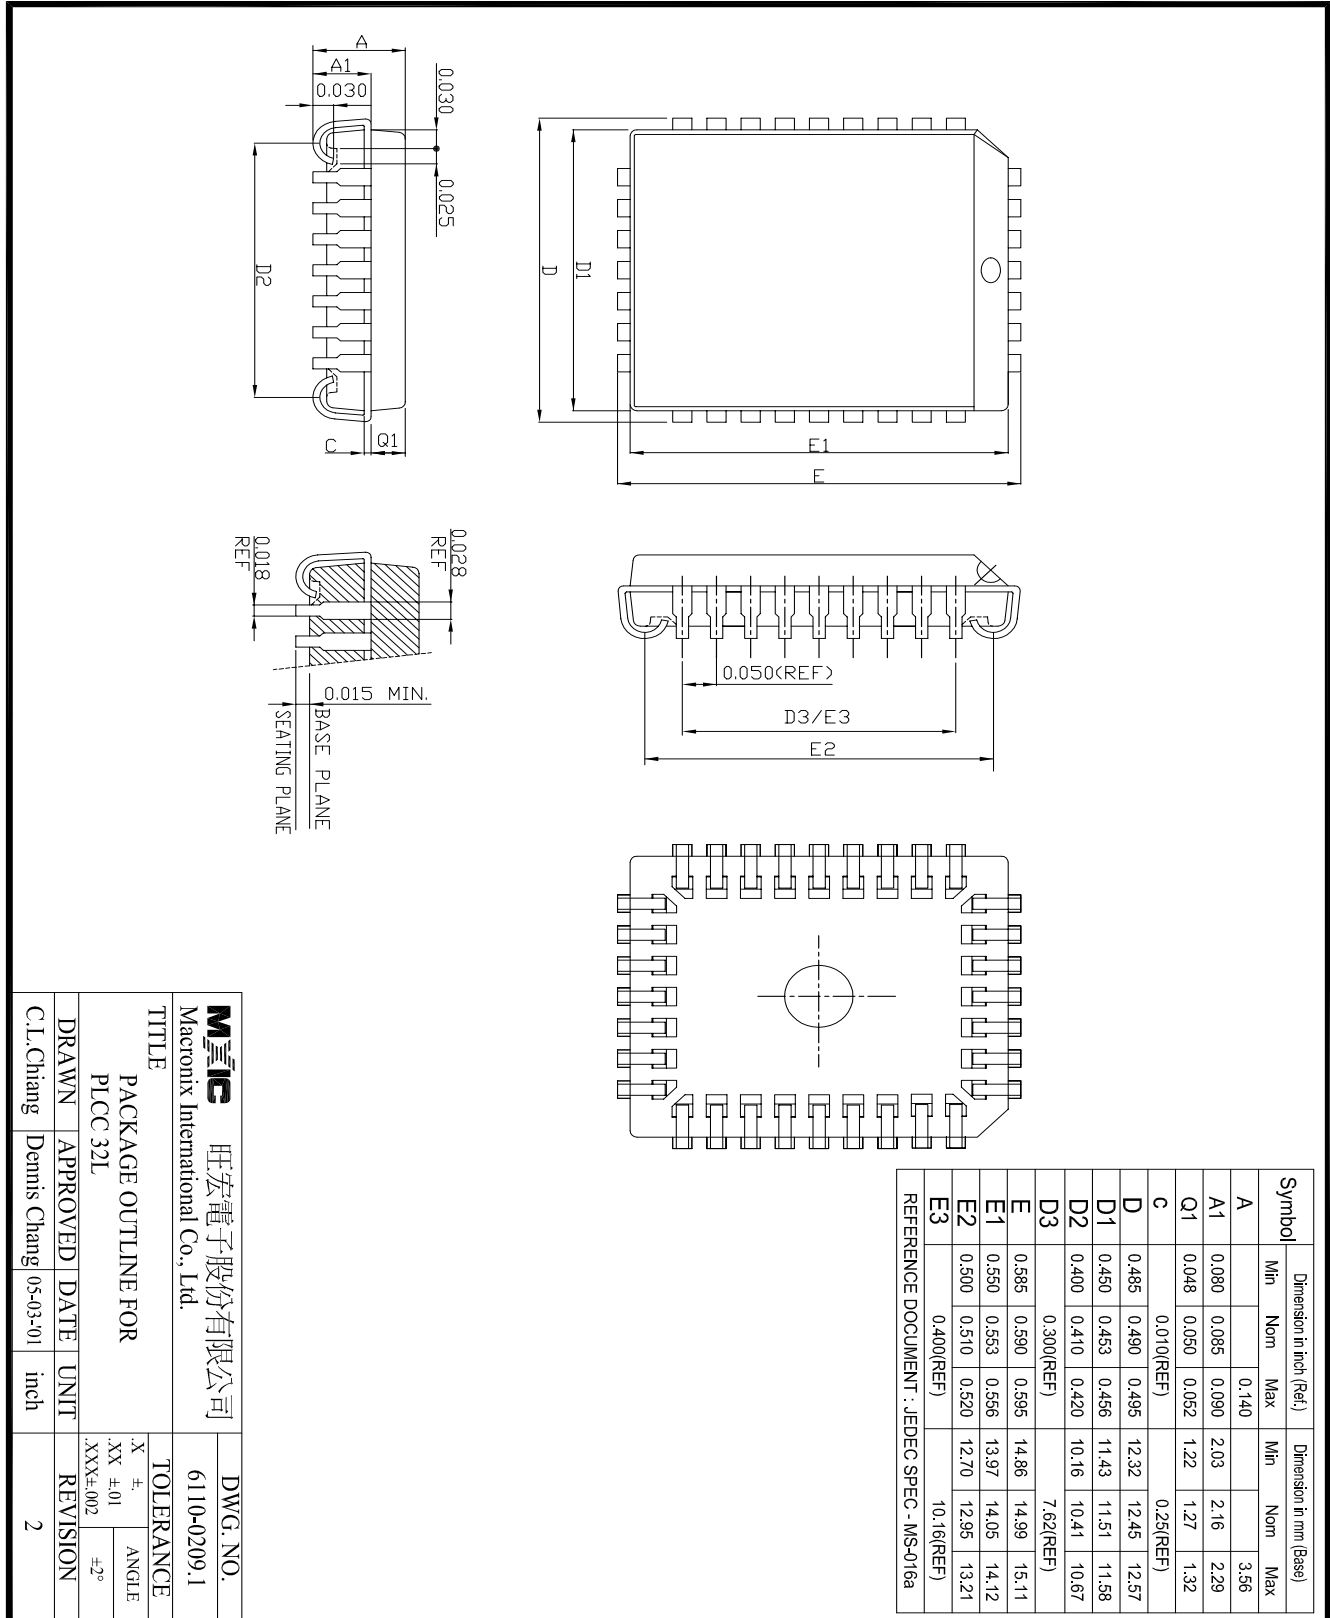 A
A1
0.030
0.030
0.025
D2
C
Q1
D
D1
E1
E
0.018
REF
0.028
REF
0.015 MIN.
BASE PLANE
SEATING PLANE
0.050(REF)
D3/E3
E2
Symbol Dimension in inch (Ref.) Dimension in mm (Base)
Min Nom Max Min Nom Max
A 0.140 3.56
A1 0.080 0.085 0.090 2.03 2.16 2.29
Q1 0.048 0.050 0.052 1.22 1.27 1.32
C 0.010(REF) 0.25(REF)
D 0.485 0.490 0.495 12.32 12.45 12.57
D1 0.450 0.453 0.456 11.43 11.51 11.58
D2 0.400 0.410 0.420 10.16 10.41 10.67
D3 0.300(REF) 7.62(REF)
E 0.585 0.590 0.595 14.86 14.99 15.11
E1 0.550 0.553 0.556 13.97 14.05 14.12
E2 0.500 0.510 0.520 12.70 12.95 13.21
E3 0.400(REF) 10.16(REF)
REFERENCE DOCUMENT : JEDEC SPEC - MS-016a
MXIC 旺宏電子股份有限公司
Macronix International Co., Ltd.
DWG. NO.
6110-0209.1
TITLE
PACKAGE OUTLINE FOR
PLCC 32L
TOLERANCE
.X ±.
.XX ±.01
.XXX±.002
ANGLE
±2°
DRAWN APPROVED DATE UNIT REVISION
C.L.Chiang Dennis Chang 05-03-'01 inch 2